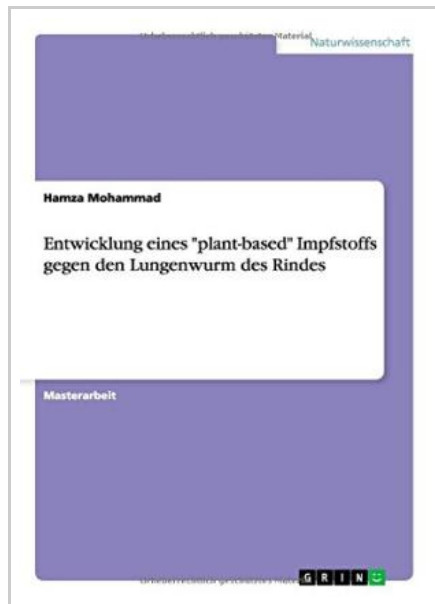 Naturwissenschaft
Hamza Mohammad
Entwicklung eines "plant-based" Impfstoffs
gegen den Lungenwurm des Rindes
Masterarbeit
GRIN